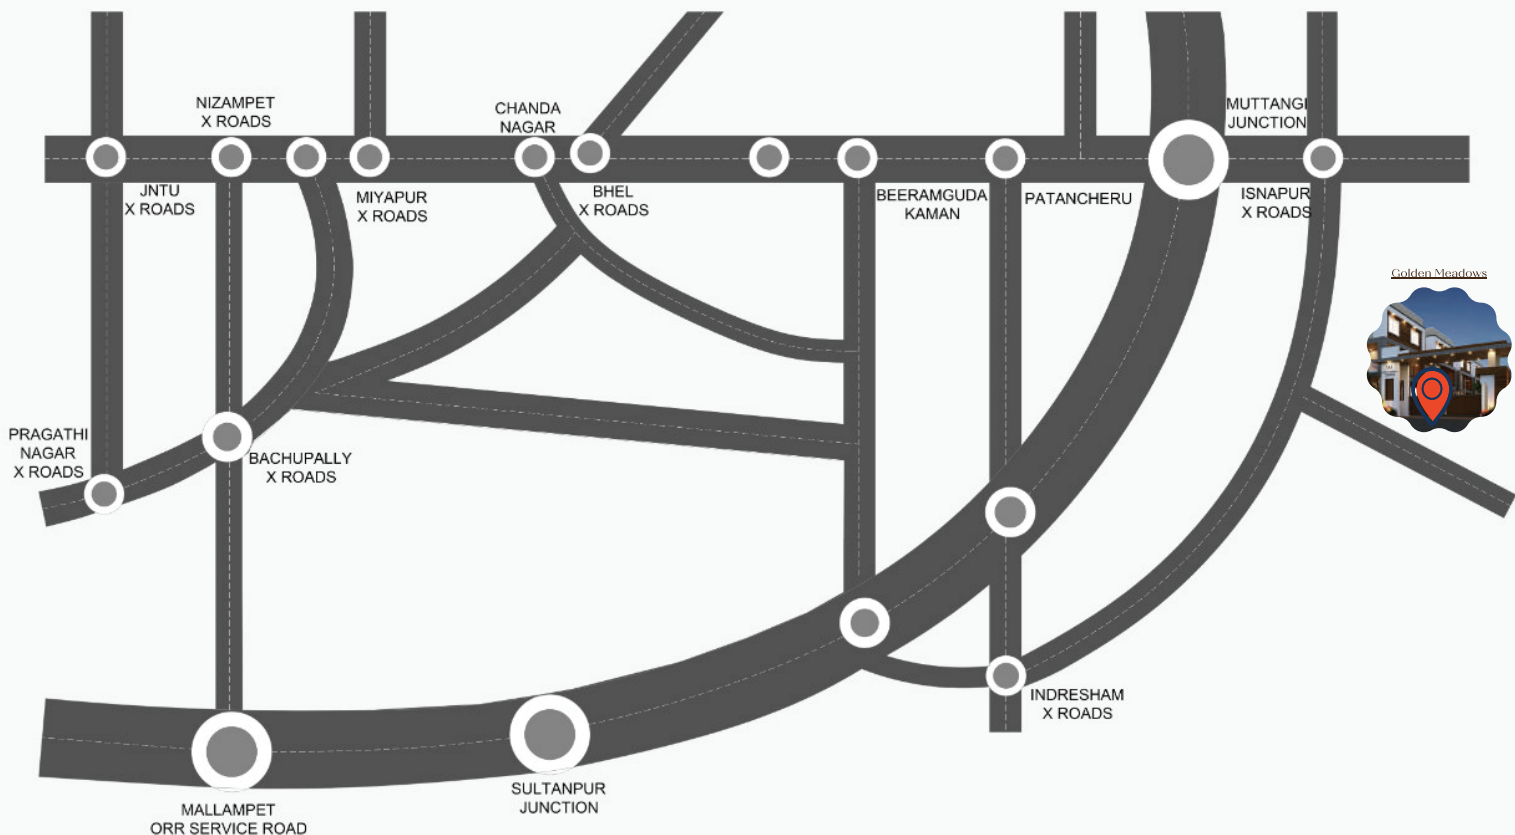 NIZAMPET
X ROADS
CHANDA
NAGAR
MUTTANGI
JUNCTION
JNTU
X ROADS
MIYAPUR
X ROADS
BHEL
X ROADS
BEERAMGUDA
KAMAN
PATANCHERU
ISNAPUR
X ROADS
Golden Meadows
PRAGATHI
NAGAR
X ROADS
BACHUPALLY
X ROADS
INDRESHAM
X ROADS
SULTANPUR
JUNCTION
MALLAMPET
ORR SERVICE ROAD